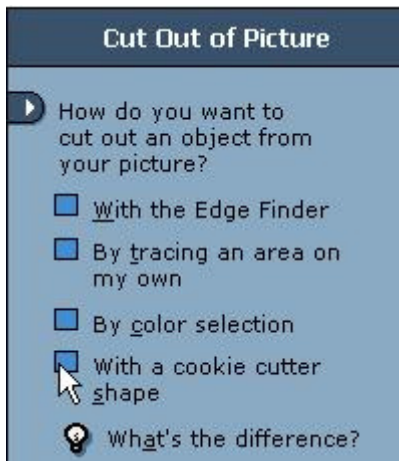 Cut Out of Picture
How do you want to
cut out an object from
your picture?
With the Edge Finder
By tracing an area on
my own
By color selection
With a cookie cutter
shape
What's the difference?